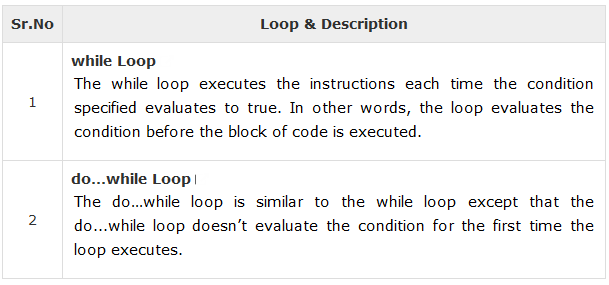 Sr.No Loop & Description
while Loop
The while loop executes the instructions each time the condition
1
specified evaluates to true. In other words, the loop evaluates the
condition before the block of code is executed.
do…while Loop
The do…while loop is similar to the while loop except that the
2
do...while loop doesn’t evaluate the condition for the first time the
loop executes.